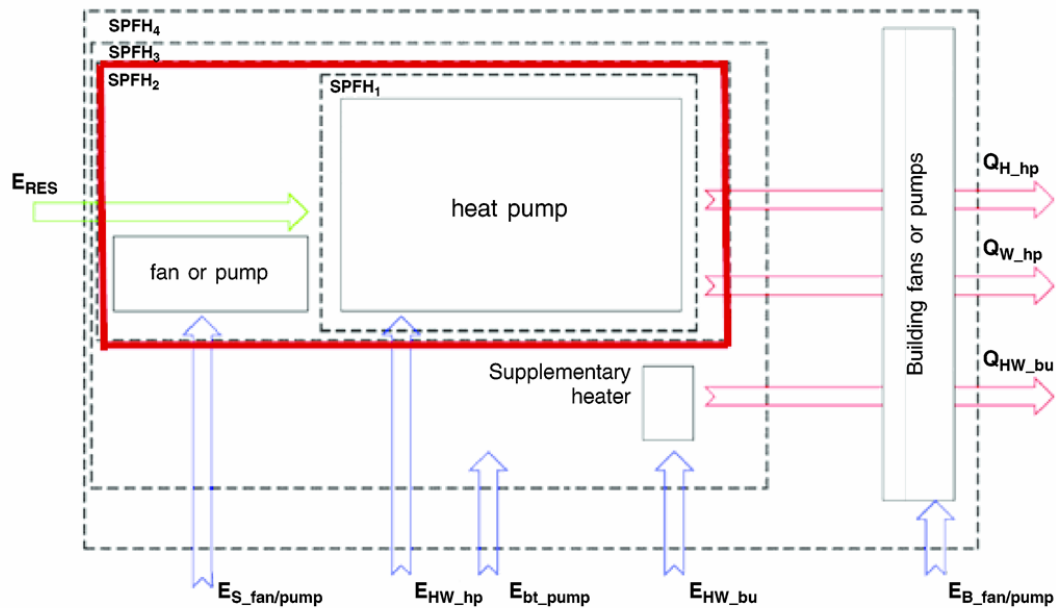 SPFH4
SPFH3
SPFH2
SPFH1
ERES
heat pump
fan or pump
Building fans or pumps
QH_hp
QW_hp
QHW_bu
Supplementary
heater
ES_fan/pump
EHW_hp
Ebt_pump
EHW_bu
EB_fan/pump